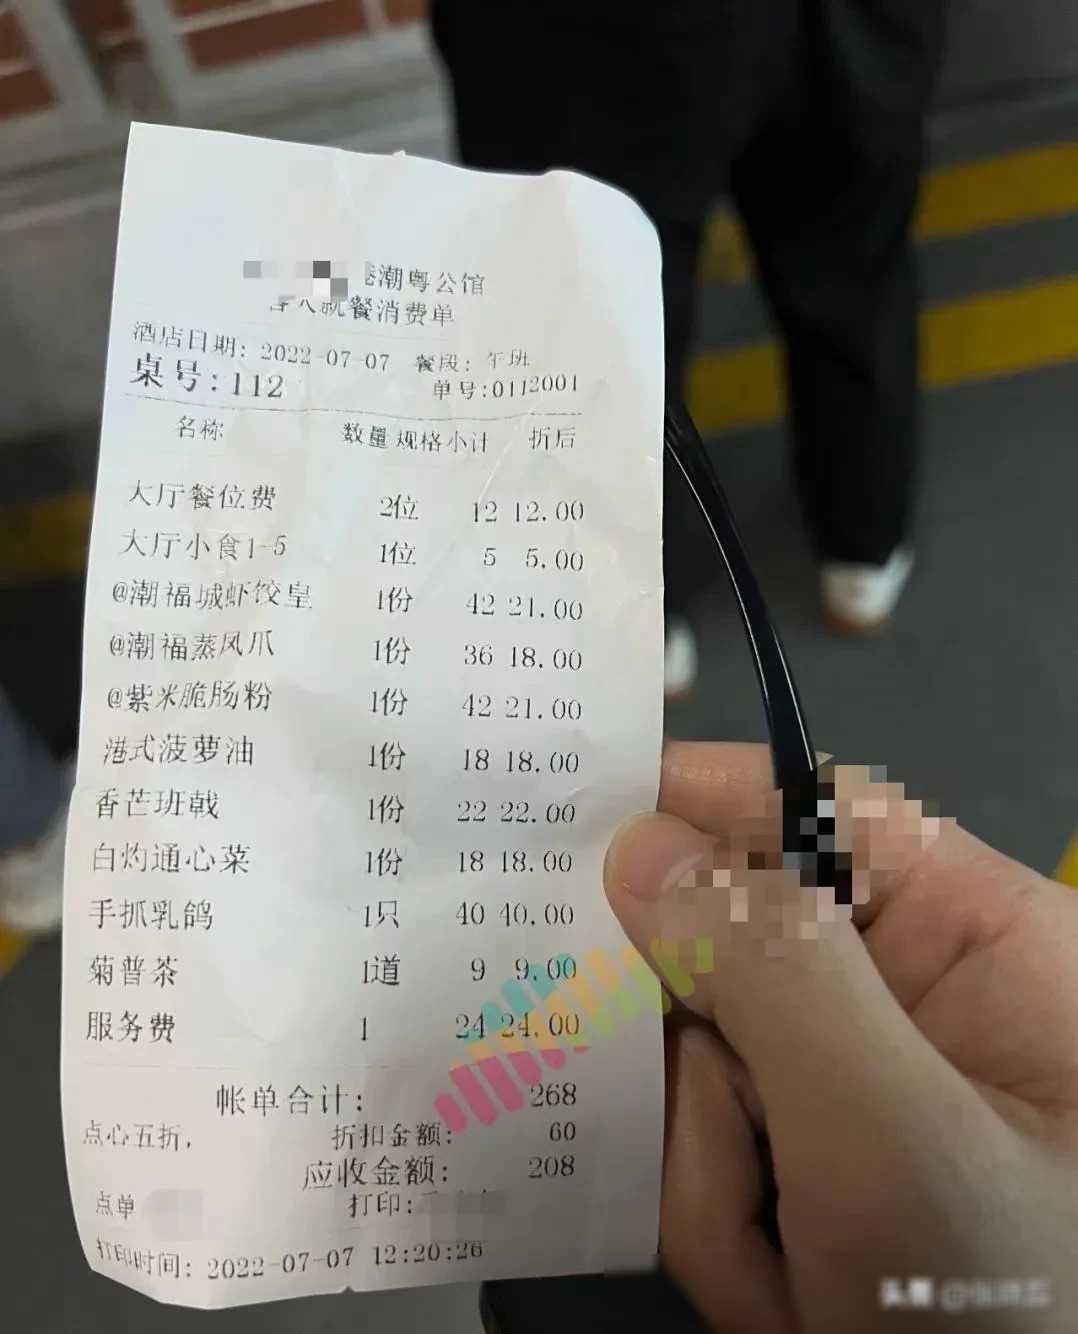 港潮粤公馆
就餐消费单
酒店日期: 2022-07-07 餐段: 午班
桌号:112 单号:0112001
名称 数量 规格 小计 折后
大厅餐位费 2位 12 12.00
大厅小食1-5 1位 5 5.00
@潮福城虾饺皇 1份 42 21.00
@潮福蒸凤爪 1份 36 18.00
@紫米脆肠粉 1份 42 21.00
港式菠萝油 1份 18 18.00
香芒班戟 1份 22 22.00
白灼通心菜 1份 18 18.00
手抓乳鸽 1只 40 40.00
菊普茶 1道 9 9.00
服务费 1 24 24.00
帐单合计: 268
点心五折, 折扣金额: 60
应收金额: 208
点单 打印:
打印时间: 2022-07-07 12:20:26
头条